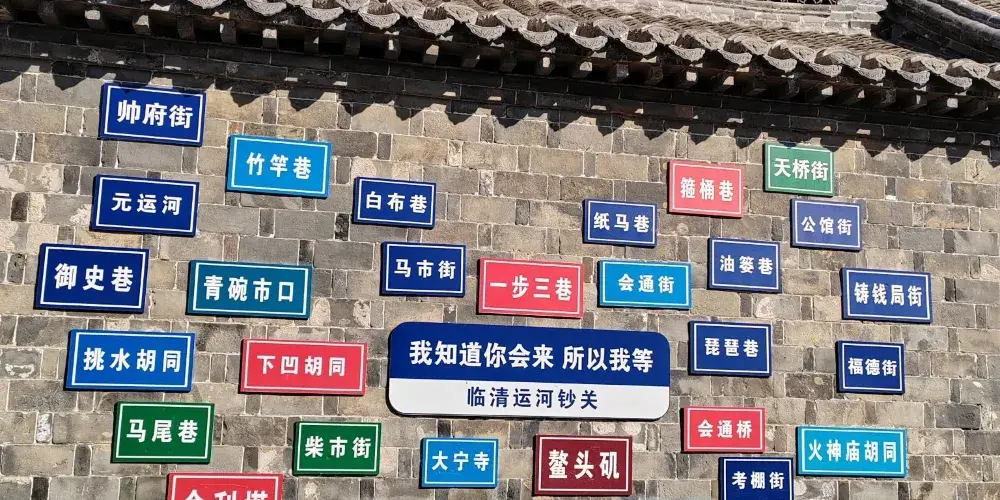 帅府街
竹竿巷
天桥街
箍桶巷
元运河
白布巷
纸马巷
公馆街
御史巷
青碗市口
马市街
一步三巷
会通街
油篓巷
铸钱局街
挑水胡同
下凹胡同
我知道你会来 所以我等
临清运河钞关
琵琶巷
福德街
马尾巷
柴市街
大宁寺
鳌头矶
会通桥
火神庙胡同
考棚街
舍利塔